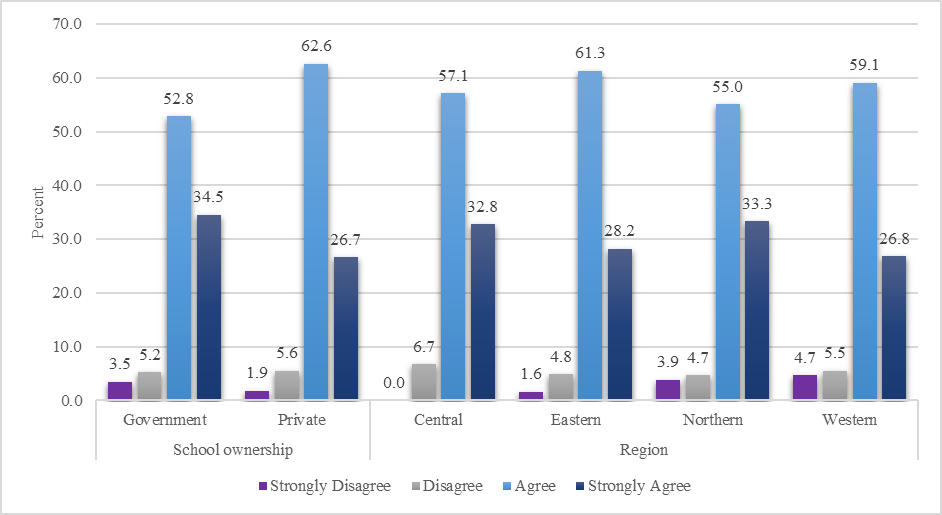 70.0
60.0
50.0
40.0
30.0
20.0
10.0
0.0
Percent
3.5 5.2 52.8 34.5 1.9 5.6 62.6 26.7 0.0 6.7 57.1 32.8 1.6 4.8 61.3 28.2 3.9 4.7 55.0 33.3 4.7 5.5 59.1 26.8
Government Private Central Eastern Northern Western
School ownership Region
Strongly Disagree Disagree Agree Strongly Agree